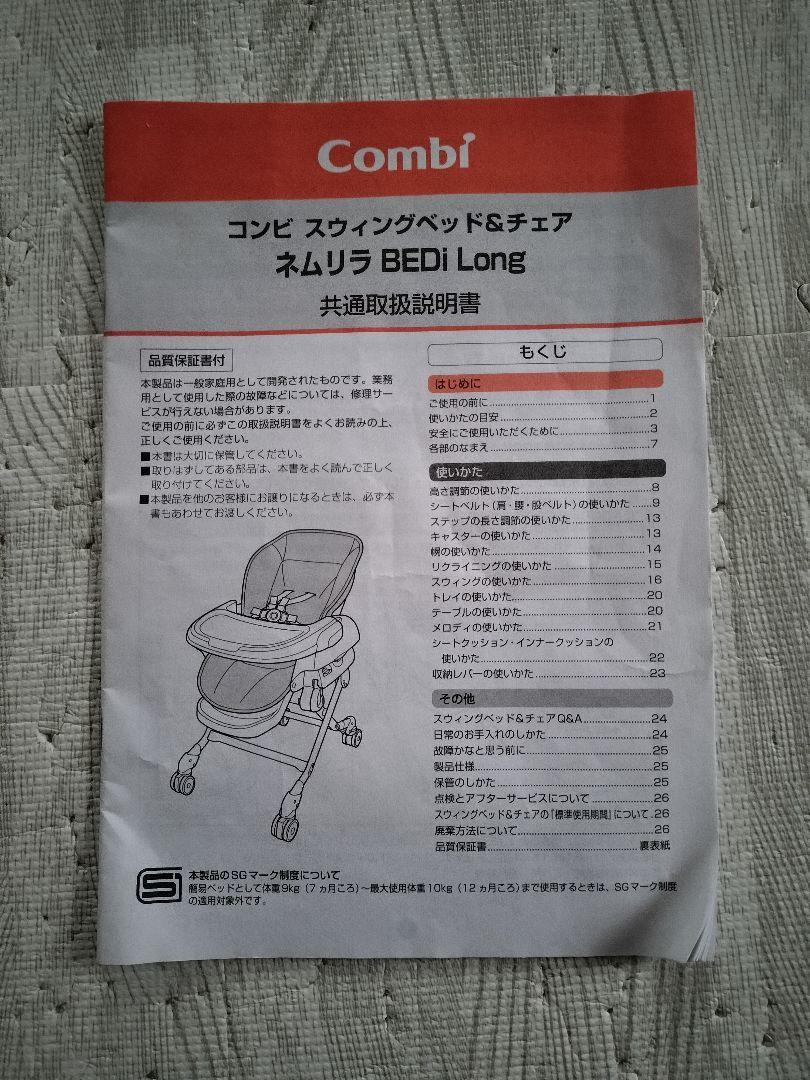 Combi
コンビ スウィングベッド&チェア
ネムリラ BEDi Long
共通取扱説明書
品質保証書付
本製品は一般家庭用として開発されたものです。業務
用として使用した際の故障などについては、修理サー
ビスが行えない場合があります。
ご使用の前に必ずこの取扱説明書をよくお読みの上、
正しくご使用ください。
■本書は大切に保管してください。
■取りはずしてある部品は、本書をよく読んで正しく
取り付けてください。
■本製品を他のお客様にお譲りになるときは、必ず本
書もあわせてお渡しください。
もくじ
はじめに
ご使用の前に……1
使いかたの目安……2
安全にご使用いただくために……3
各部のなまえ……7
使いかた
高さ調節の使いかた……8
シートベルト(肩・腰・股ベルト)の使いかた……9
ステップの長さ調節の使いかた……13
キャスターの使いかた……13
幌の使いかた……14
リクライニングの使いかた……15
スウィングの使いかた……16
トレイの使いかた……20
テーブルの使いかた……20
メロディの使いかた……21
シートクッション・インナークッションの
使いかた……22
収納レバーの使いかた……23
その他
スウィングベッド&チェアQ&A……24
日常のお手入れのしかた……24
故障かなと思う前に……25
製品仕様……25
保管のしかた……25
点検とアフターサービスについて……26
スウィングベッド&チェアの「標準使用期間」について.26
廃棄方法について……26
品質保証書……裏表紙
本製品のSGマーク制度について
簡易ベッドとして体重9kg(7ヵ月ころ)～最大使用体重10kg(12ヵ月ころ)まで使用するときは、SGマーク制度
の適用対象外です。